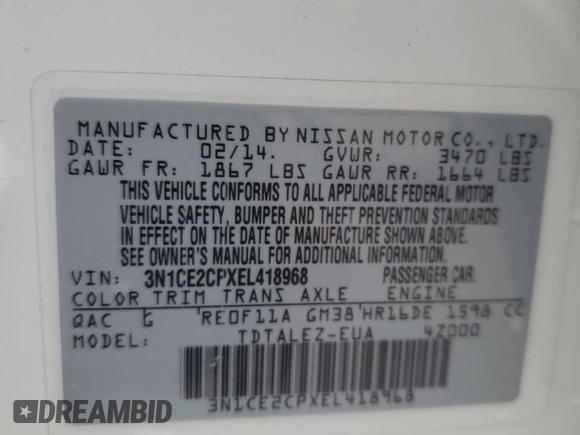 MANUFACTURED BY NISSAN MOTOR CO., LTD.
DATE: 02/14. GVWR: 3470 LBS
GAWR FR: 1867 LBS GAWR RR: 1664 LBS
THIS VEHICLE CONFORMS TO ALL APPLICABLE FEDERAL MOTOR
VEHICLE SAFETY, BUMPER AND THEFT PREVENTION STANDARDS
IN EFFECT ON THE DATE OF MANUFACTURE SHOWN ABOVE.
SEE OWNERS MANUAL FOR ADDITIONAL INFORMATION.
VIN: 3N1CE2CPXEL418968 PASSENGER CAR.
COLOR TRIM TRANS AXLE ENGINE
QAC G REOF11A GM38 HR16DE 1598 CC
MODEL: TDTALEZ-EUA 42000
3N1CE2CPXEL418968
DREAMBID